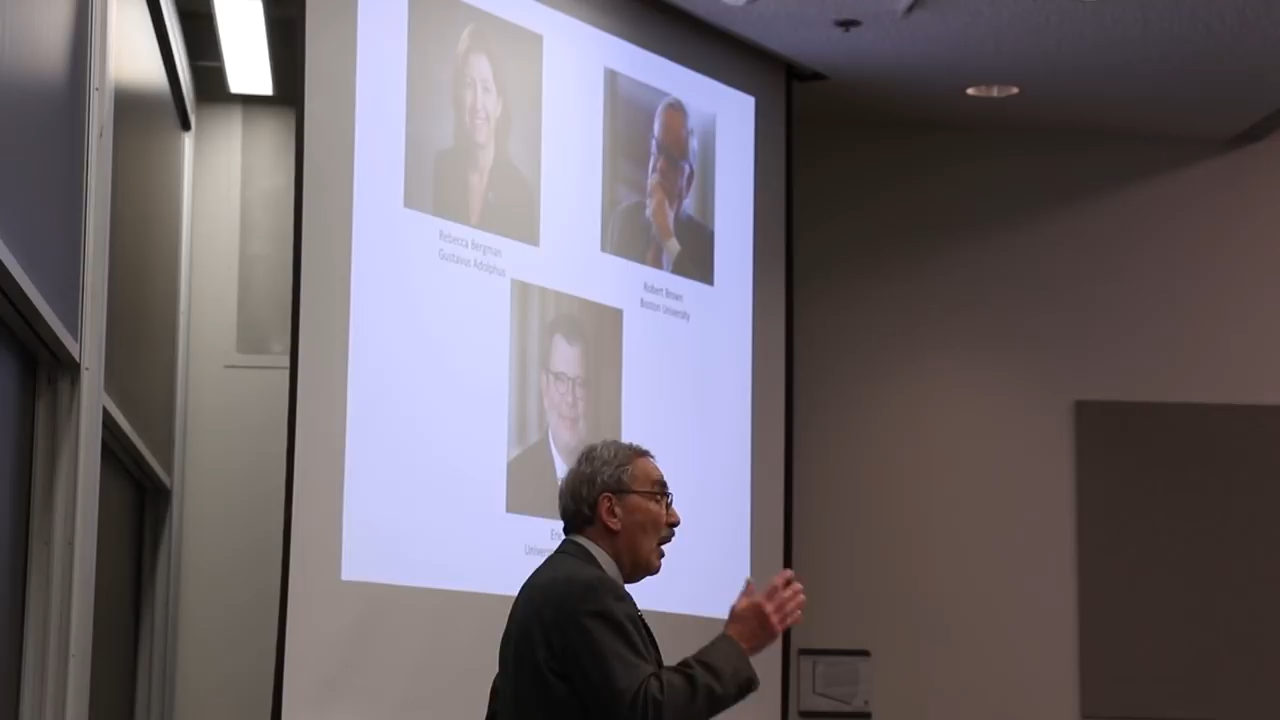 Rebecca Bergman
Gustavus Adolphus
Robert Brown
Boston University